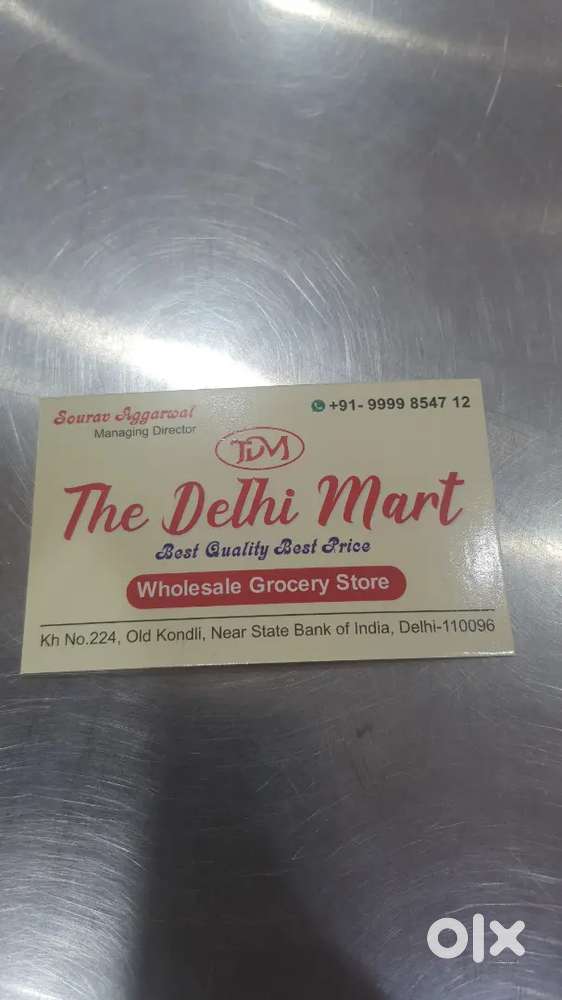 Sourav Aggarwal
Managing Director
+91- 9999 8547 12
TDM
The Delhi Mart
Best Quality Best Price
Wholesale Grocery Store
Kh No.224, Old Kondli, Near State Bank of India, Delhi-110096
olx